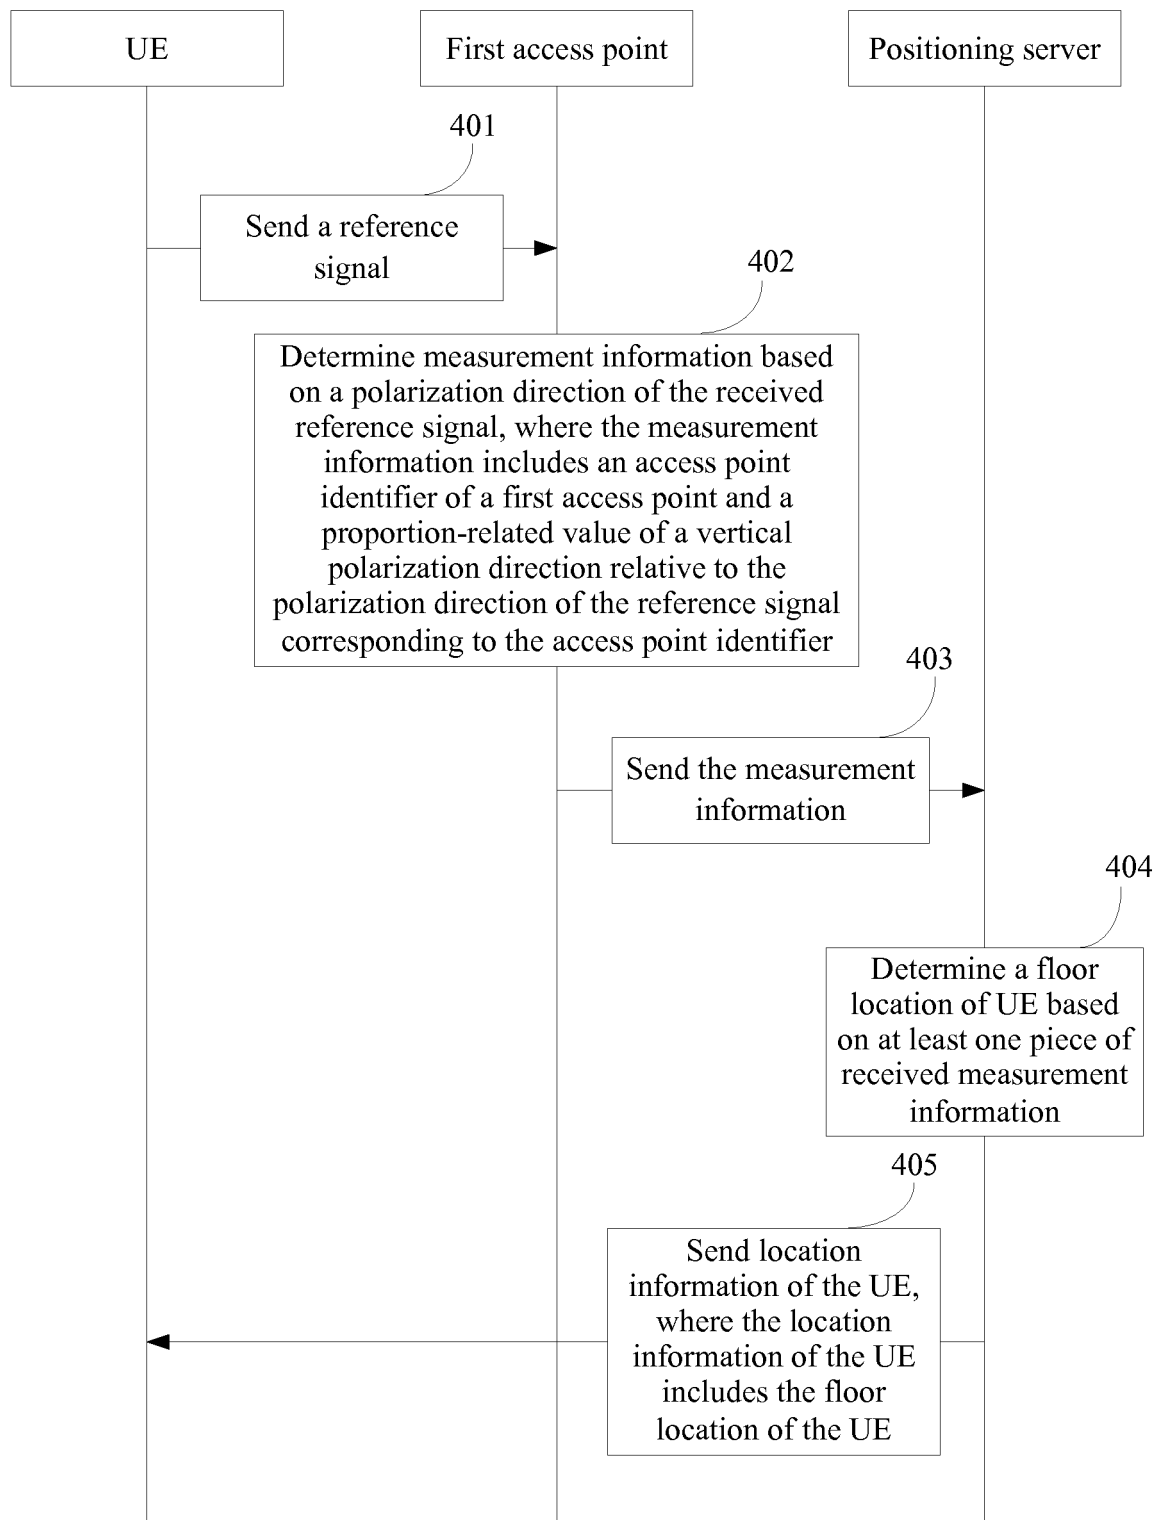 UE
First access point
Positioning server
401
Send a reference
signal
402
Determine measurement information based
on a polarization direction of the received
reference signal, where the measurement
information includes an access point
identifier of a first access point and a
proportion-related value of a vertical
polarization direction relative to the
polarization direction of the reference signal
corresponding to the access point identifier
403
Send the measurement
information
404
Determine a floor
location of UE based
on at least one piece of
received measurement
information
405
Send location
information of the UE,
where the location
information of the UE
includes the floor
location of the UE